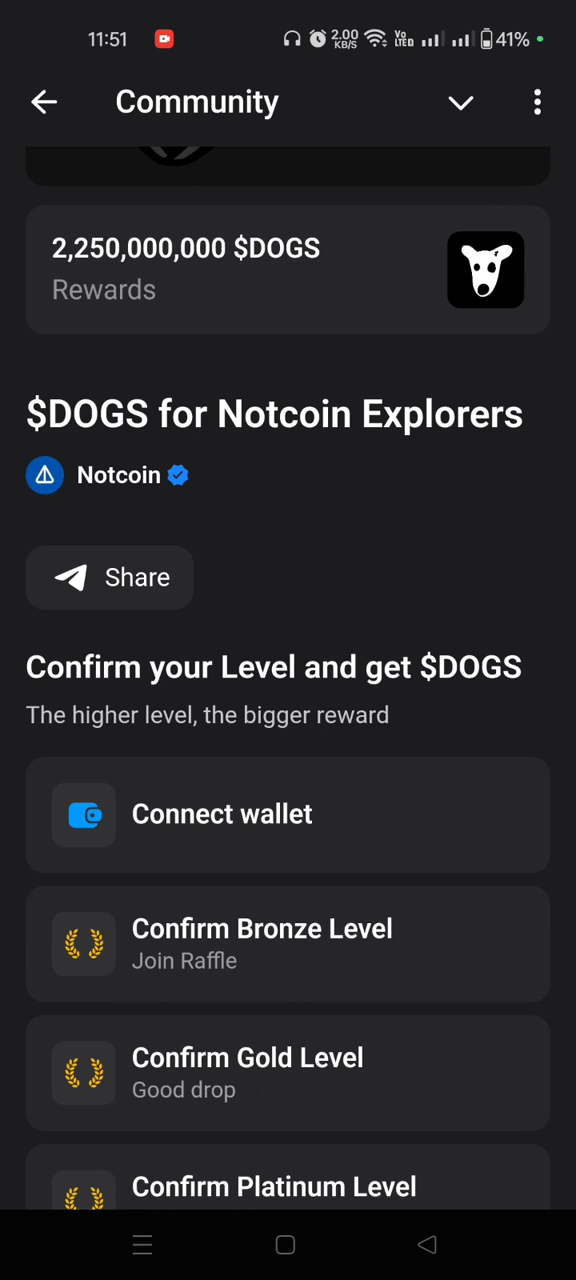 11:51
2.00
KB/S
Vo
LTE D
41%
Community
2,250,000,000 $DOGS
Rewards
$DOGS for Notcoin Explorers
Notcoin
Share
Confirm your Level and get $DOGS
The higher level, the bigger reward
Connect wallet
Confirm Bronze Level
Join Raffle
Confirm Gold Level
Good drop
Confirm Platinum Level